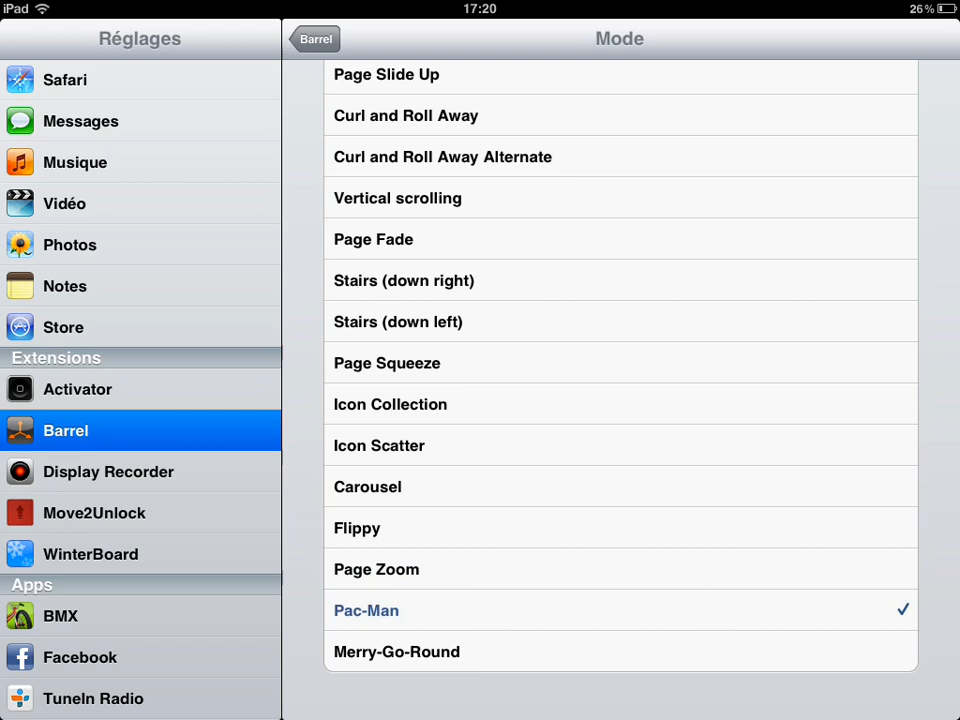 iPad
17:20
26%
Réglages
Safari
Messages
Musique
Vidéo
Photos
Notes
Store
Extensions
Activator
Barrel
Display Recorder
Move2Unlock
WinterBoard
Apps
BMX
Facebook
TuneIn Radio
Barrel
Mode
Page Slide Up
Curl and Roll Away
Curl and Roll Away Alternate
Vertical scrolling
Page Fade
Stairs (down right)
Stairs (down left)
Page Squeeze
Icon Collection
Icon Scatter
Carousel
Flippy
Page Zoom
Pac-Man
Merry-Go-Round